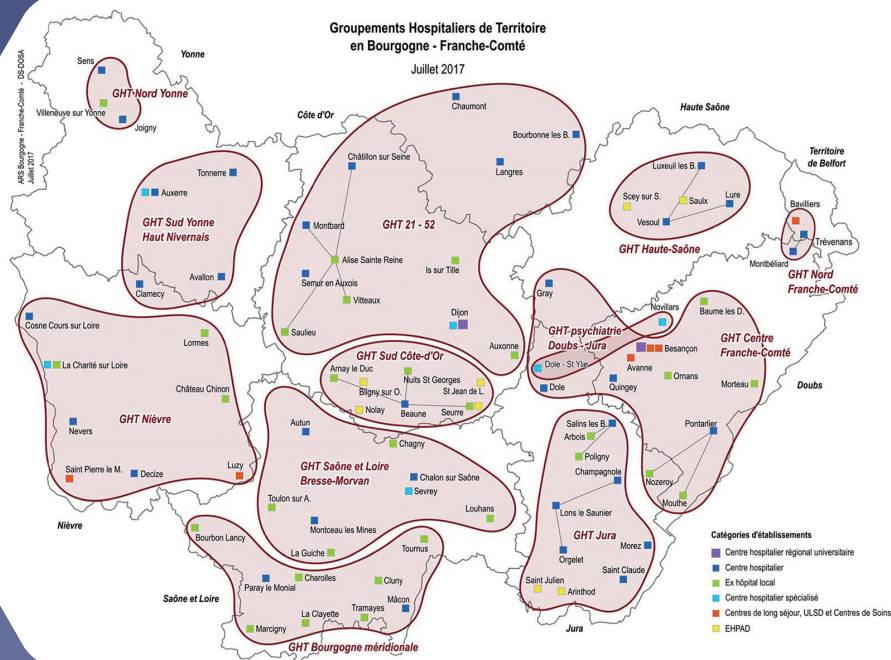 Groupements Hospitaliers de Territoire
en Bourgogne - Franche-Comté
Juillet 2017
ARS Bourgogne - Franche-Comté - DS-DOSA
Juillet 2017
Yonne
Sens
GHT Nord Yonne
Villeneuve sur Yonne
Joigny
Côte d'Or
Chaumont
Bourbonne les B.
Langres
Châtillon sur Seine
Montbard
GHT 21 - 52
Alise Sainte Reine
Is sur Tille
Semur en Auxois
Vitteaux
Saulieu
Dijon
Auxonne
Tonnerre
Auxerre
GHT Sud Yonne
Haut Nivernais
Avallon
Clamecy
Haute Saône
Luxeuil les B.
Scey sur S.
Saulx
Lure
Vesoul
GHT Haute-Saône
Territoire
de Belfort
Bavilliers
Trévenans
Montbéliard
GHT Nord
Franche-Comté
Cosne Cours sur Loire
Lormes
La Charité sur Loire
Château Chinon
GHT Nièvre
Nevers
Saint Pierre le M.
Decize
Luzy
Nièvre
GHT Sud Côte-d'Or
Arnay le Duc
Nuits St Georges
Bligny sur O.
St Jean de L.
Nolay
Beaune
Seurre
Gray
Novillars
GHT psychiatrie
Doubs - Jura
Dole - St Ylie
Dole
Baume les D.
GHT Centre
Franche-Comté
Besançon
Avanne
Quingey
Ornans
Morteau
Doubs
Pontarlier
Nozeroy
Mouthe
Autun
Chagny
GHT Saône et Loire
Bresse-Morvan
Chalon sur Saône
Sevrey
Toulon sur A.
Louhans
Montceau les Mines
La Guiche
Salins les B.
Arbois
Poligny
Champagnole
Lons le Saunier
GHT Jura
Orgelet
Morez
Saint Claude
Saint Julien
Arinthod
Jura
Bourbon Lancy
Tournus
Paray le Monial
Charolles
Cluny
Mâcon
La Clayette
Tramayes
Marcigny
Saône et Loire
GHT Bourgogne méridionale
Catégories d'établissements
Centre hospitalier régional universitaire
Centre hospitalier
Ex hôpital local
Centre hospitalier spécialisé
Centres de long séjour, ULSD et Centres de Soins
EHPAD